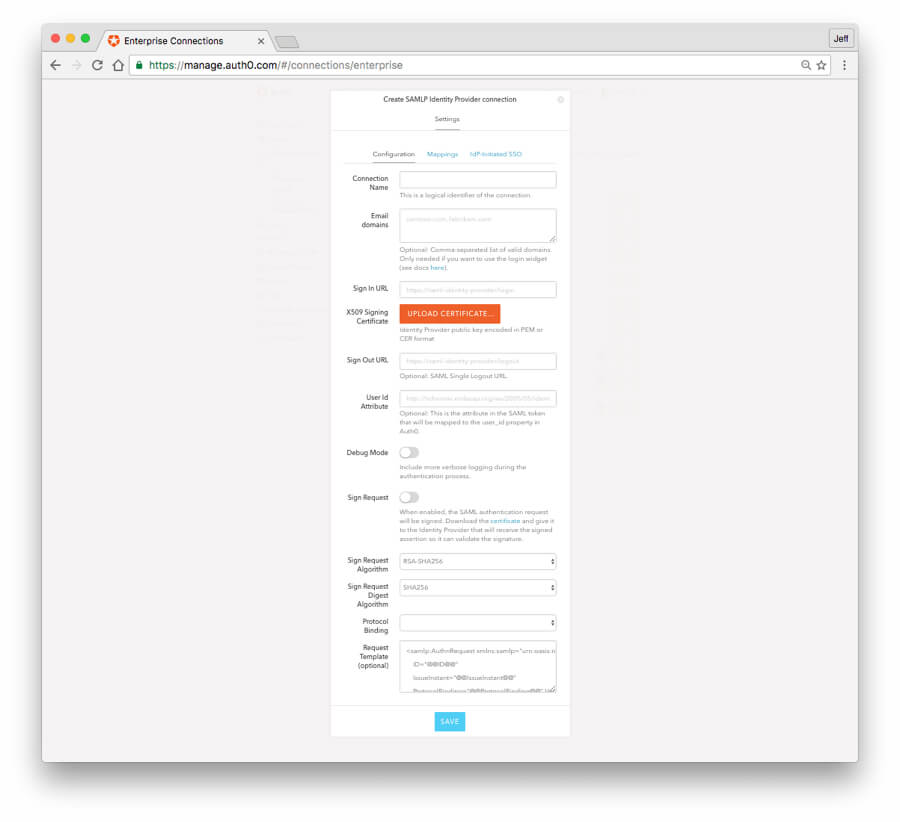 Enterprise Connections
Jeff
https://manage.auth0.com/#/connections/enterprise
Create SAMLP Identity Provider connection
Settings
Configuration Mappings IdP-Initiated SSO
Connection
Name
This is a logical identifier of the connection.
Email
domains
contoso.com, fabrikam.com
Optional: Comma-separated list of valid domains.
Only needed if you want to use the login widget
(see docs here).
Sign In URL
https://saml-identity-provider/login
X509 Signing
Certificate
UPLOAD CERTIFICATE...
Identity Provider public key encoded in PEM or
CER format
Sign Out URL
https://saml-identity-provider/logout
Optional: SAML Single Logout URL.
User Id
Attribute
Optional: This is the attribute in the SAML token
that will be mapped to the user_id property in
Auth0.
Debug Mode
Include more verbose logging during the
authentication process.
Sign Request
When enabled, the SAML authentication request
will be signed. Download the certificate and give it
to the Identity Provider that will receive the signed
assertion so it can validate the signature.
Sign Request
Algorithm
RSA-SHA256
Sign Request
Digest
Algorithm
SHA256
Protocol
Binding
Request
Template
(optional)
<samlp:AuthnRequest xmlns:samlp="urn:oasis:n
ID="@@ID@@"
IssueInstant="@@IssueInstant@@"
ProtocolBinding="@@ProtocolBinding@@"
SAVE